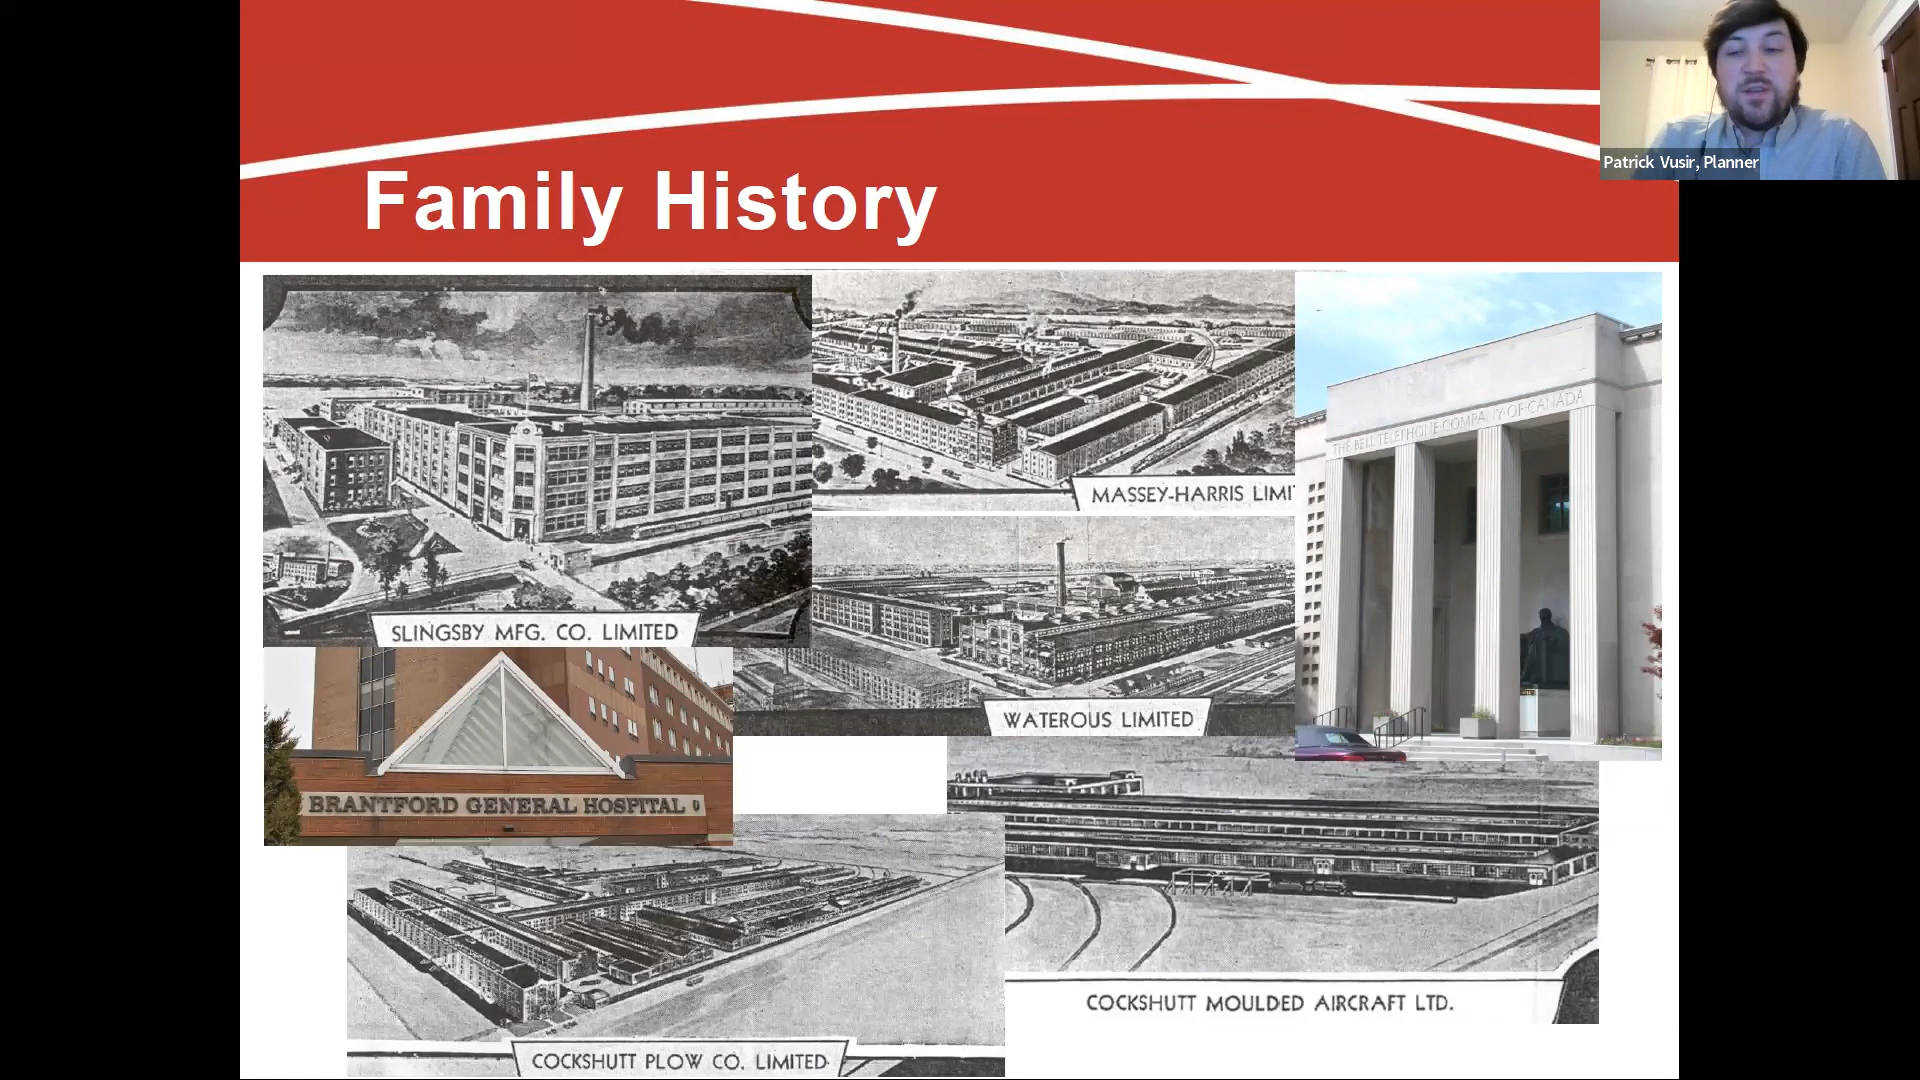 Patrick Vusir, Planner
Family History
MASSEY-HARRIS LIMI
THE BELL TELEPHONE COMPANY OF CANADA
SLINGSBY MFG. CO. LIMITED
WATEROUS LIMITED
BRANTFORD GENERAL HOSPITAL
COCKSHUTT MOULDED AIRCRAFT LTD.
COCKSHUTT PLOW CO. LIMITED